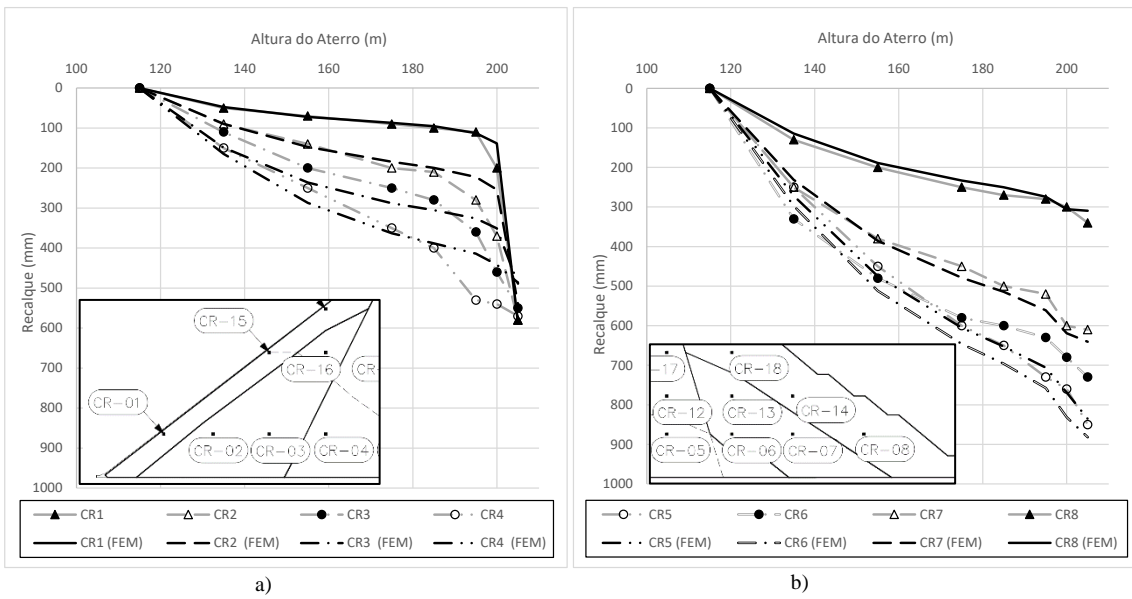 Altura do Aterro (m)
100 120 140 160 180 200
0
100
200
300
400
500
600
700
800
900
1000
Recalque (mm)
CR-15
CR-16
CR-01
CR-02
CR-03
CR-04
CR1 CR2 CR3 CR4
CR1 (FEM) CR2 (FEM) CR3 (FEM) CR4 (FEM)
a)
Altura do Aterro (m)
100 120 140 160 180 200
0
100
200
300
400
500
600
700
800
900
1000
Recalque (mm)
-17
CR-18
CR-12
CR-13
CR-14
CR-05
CR-06
CR-07
CR-08
CR5 CR6 CR7 CR8
CR5 (FEM) CR6 (FEM) CR7 (FEM) CR8 (FEM)
b)